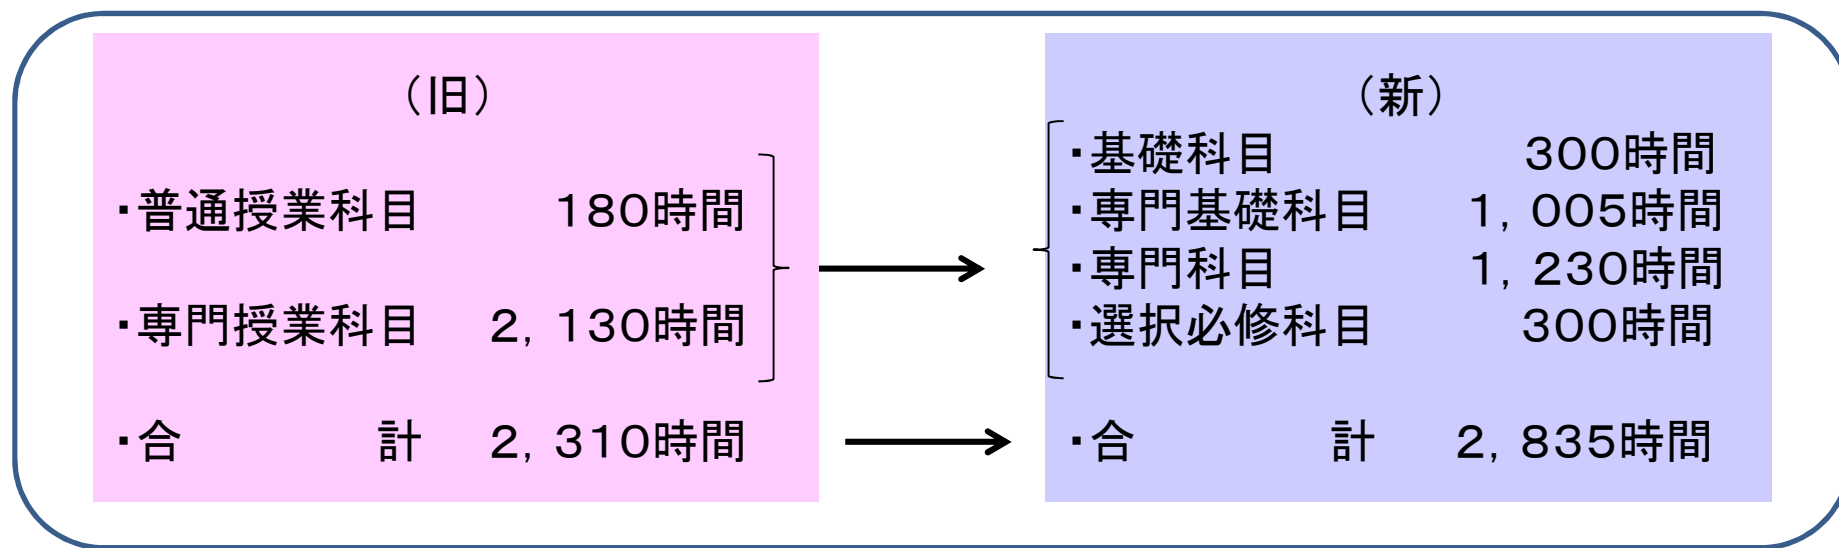 （旧）
・普通授業科目　１８０時間
・専門授業科目　２，１３０時間
・合　計　２，３１０時間
（新）
・基礎科目　３００時間
・専門基礎科目　１，００５時間
・専門科目　１，２３０時間
・選択必修科目　３００時間
・合　計　２，８３５時間